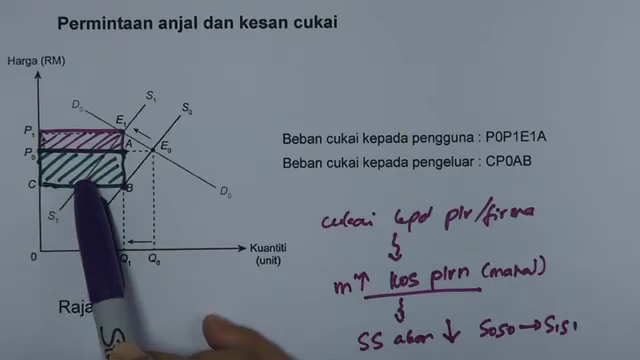 Permintaan anjal dan kesan cukai
Harga (RM)
S₁
D₀
S₀
P₁
E₁
A
P₀
E₀
C
B
S₁
D₀
0
Q₁
Q₀
Kuantiti
(unit)
Raja
Beban cukai kepada pengguna : P0P1E1A
Beban cukai kepada pengeluar : CP0AB
cukai kpd plr/firma
m↑ kos plrn (mahal)
SS akan ↓ S0S0→S1S1